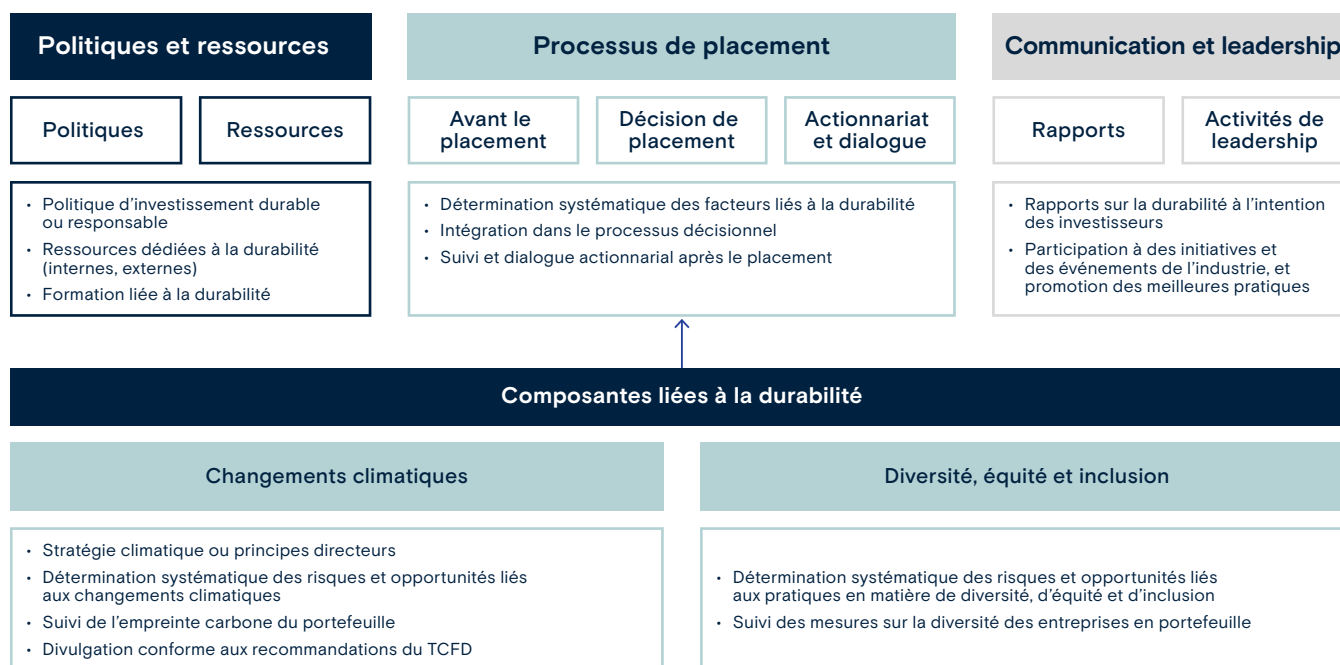 Politiques et ressources
Processus de placement
Communication et leadership
Politiques
Ressources
Avant le
placement
Décision de
placement
Actionnariat
et dialogue
Rapports
Activités de
leadership
• Politique d’investissement durable
ou responsable
• Ressources dédiées à la durabilité
(internes, externes)
• Formation liée à la durabilité
• Détermination systématique des facteurs liés à la durabilité
• Intégration dans le processus décisionnel
• Suivi et dialogue actionnarial après le placement
• Rapports sur la durabilité à l’intention
des investisseurs
• Participation à des initiatives et
des événements de l’industrie, et
promotion des meilleures pratiques
Composantes liées à la durabilité
Changements climatiques
Diversité, équité et inclusion
• Stratégie climatique ou principes directeurs
• Détermination systématique des risques et opportunités liés
aux changements climatiques
• Suivi de l’empreinte carbone du portefeuille
• Divulgation conforme aux recommandations du TCFD
• Détermination systématique des risques et opportunités liés
aux pratiques en matière de diversité, d’équité et d’inclusion
• Suivi des mesures sur la diversité des entreprises en portefeuille